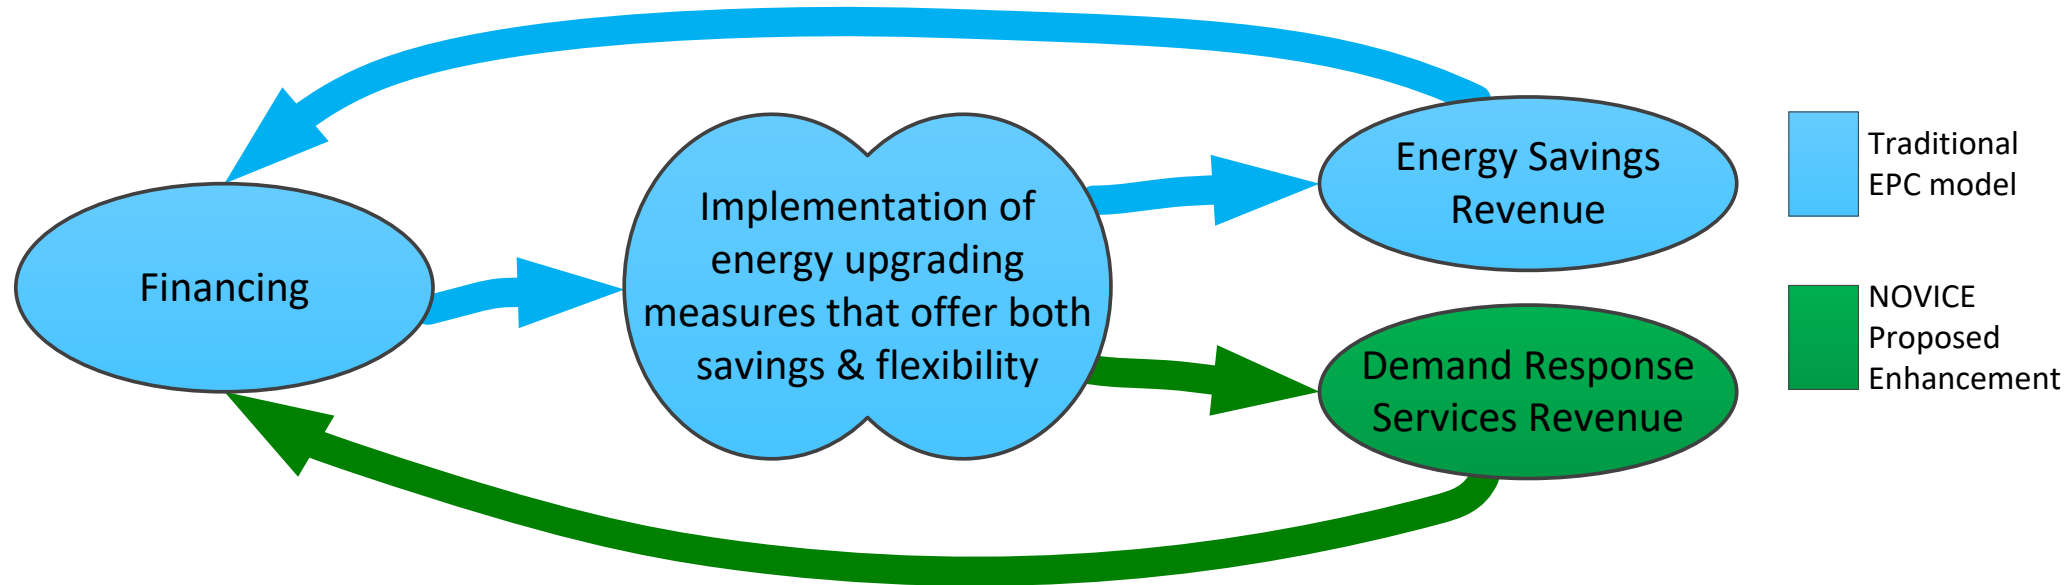 Financing
Implementation of
energy upgrading
measures that offer both
savings & flexibility
Energy Savings
Revenue
Demand Response
Services Revenue
Traditional
EPC model
NOVICE
Proposed
Enhancement